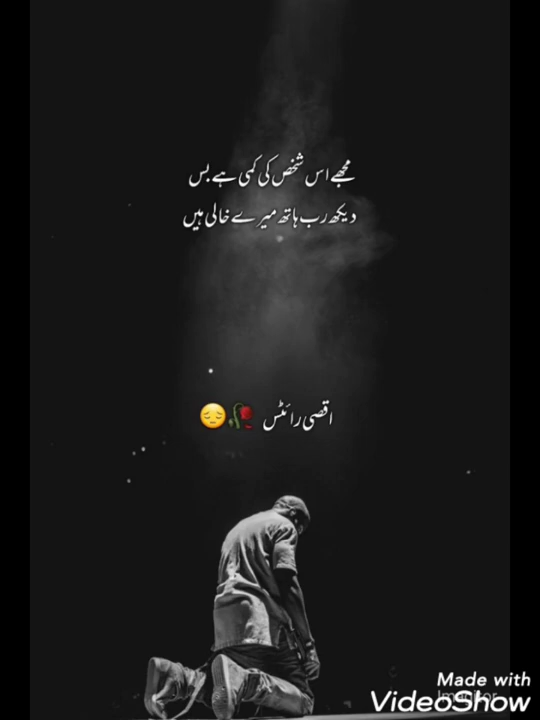 مجھے اس شخص کی کمی ہے بس
دیکھ رب ہاتھ میرے خالی ہیں
اقصی رائٹس 🥀😔
Made with
VideoShow